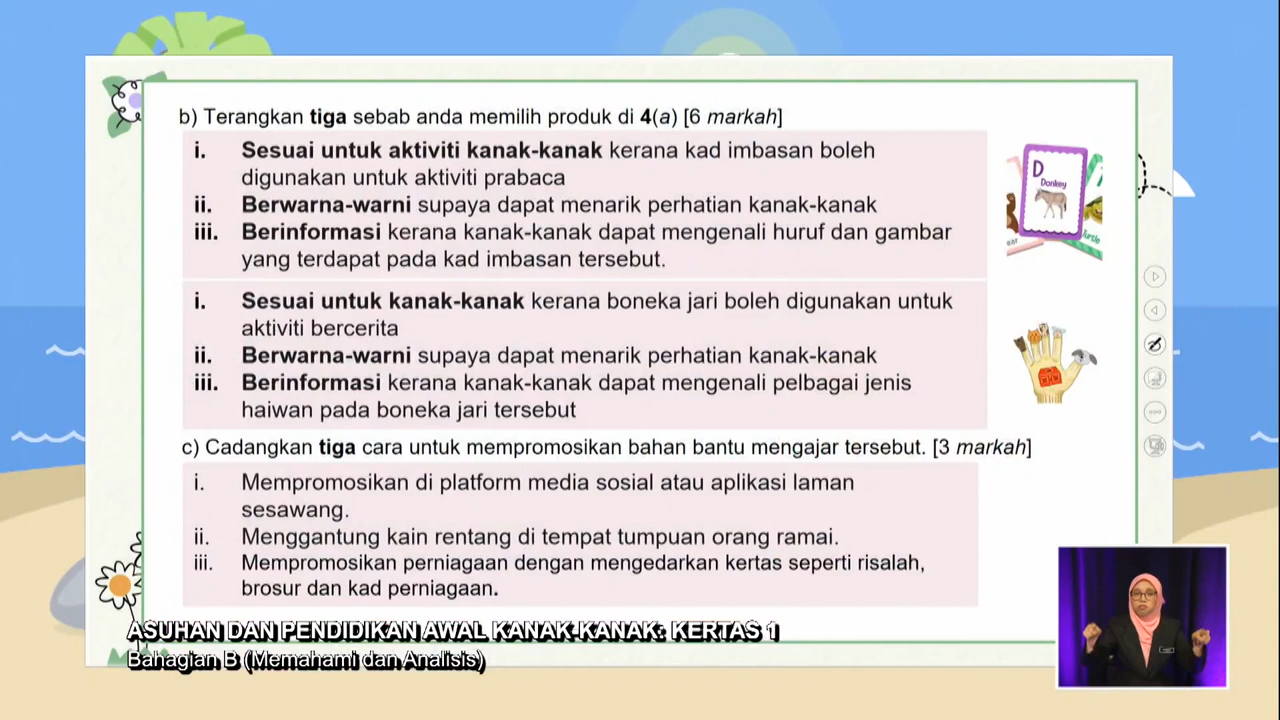 b) Terangkan tiga sebab anda memilih produk di 4(a) [6 markah]
i. Sesuai untuk aktiviti kanak-kanak kerana kad imbasan boleh
digunakan untuk aktiviti prabaca
ii. Berwarna-warni supaya dapat menarik perhatian kanak-kanak
iii. Berinformasi kerana kanak-kanak dapat mengenali huruf dan gambar
yang terdapat pada kad imbasan tersebut.
D
Donkey
Turtle
i. Sesuai untuk kanak-kanak kerana boneka jari boleh digunakan untuk
aktiviti bercerita
ii. Berwarna-warni supaya dapat menarik perhatian kanak-kanak
iii. Berinformasi kerana kanak-kanak dapat mengenali pelbagai jenis
haiwan pada boneka jari tersebut
c) Cadangkan tiga cara untuk mempromosikan bahan bantu mengajar tersebut. [3 markah]
i. Mempromosikan di platform media sosial atau aplikasi laman
sesawang.
ii. Menggantung kain rentang di tempat tumpuan orang ramai.
iii. Mempromosikan perniagaan dengan mengedarkan kertas seperti risalah,
brosur dan kad perniagaan.
ASUHAN DAN PENDIDIKAN AWAL KANAK-KANAK: KERTAS 1
Bahagian B (Memahami dan Analisis)